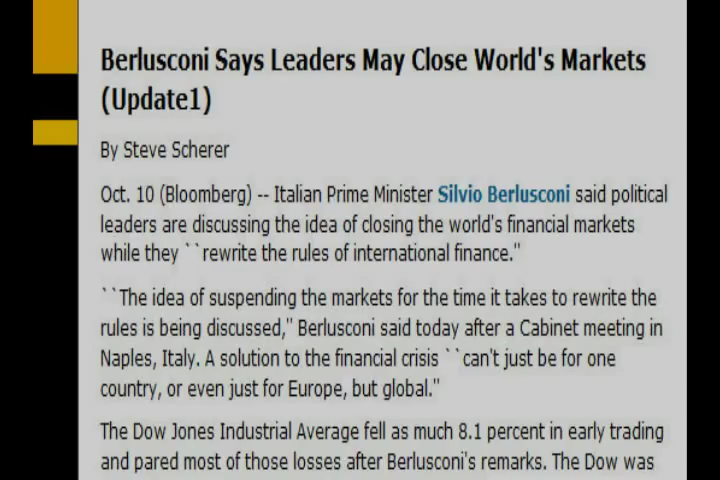 Berlusconi Says Leaders May Close World's Markets
(Update1)
By Steve Scherer
Oct. 10 (Bloomberg) -- Italian Prime Minister Silvio Berlusconi said political
leaders are discussing the idea of closing the world's financial markets
while they ``rewrite the rules of international finance."
``The idea of suspending the markets for the time it takes to rewrite the
rules is being discussed," Berlusconi said today after a Cabinet meeting in
Naples, Italy. A solution to the financial crisis ``can't just be for one
country, or even just for Europe, but global."
The Dow Jones Industrial Average fell as much 8.1 percent in early trading
and pared most of those losses after Berlusconi's remarks. The Dow was